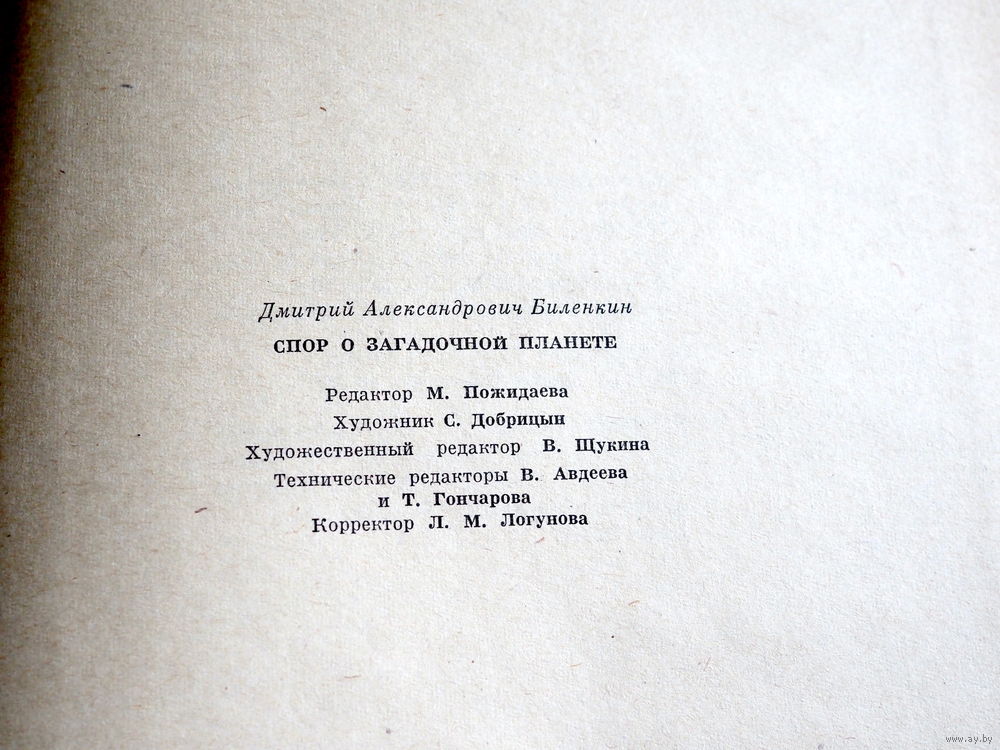 Дмитрий Александрович Биленкин
СПОР О ЗАГАДОЧНОЙ ПЛАНЕТЕ
Редактор М. Пожидаева
Художник С. Добрицын
Художественный редактор В. Щукина
Технические редакторы В. Авдеева
и Т. Гончарова
Корректор Л. М. Логунова
www.ay.by